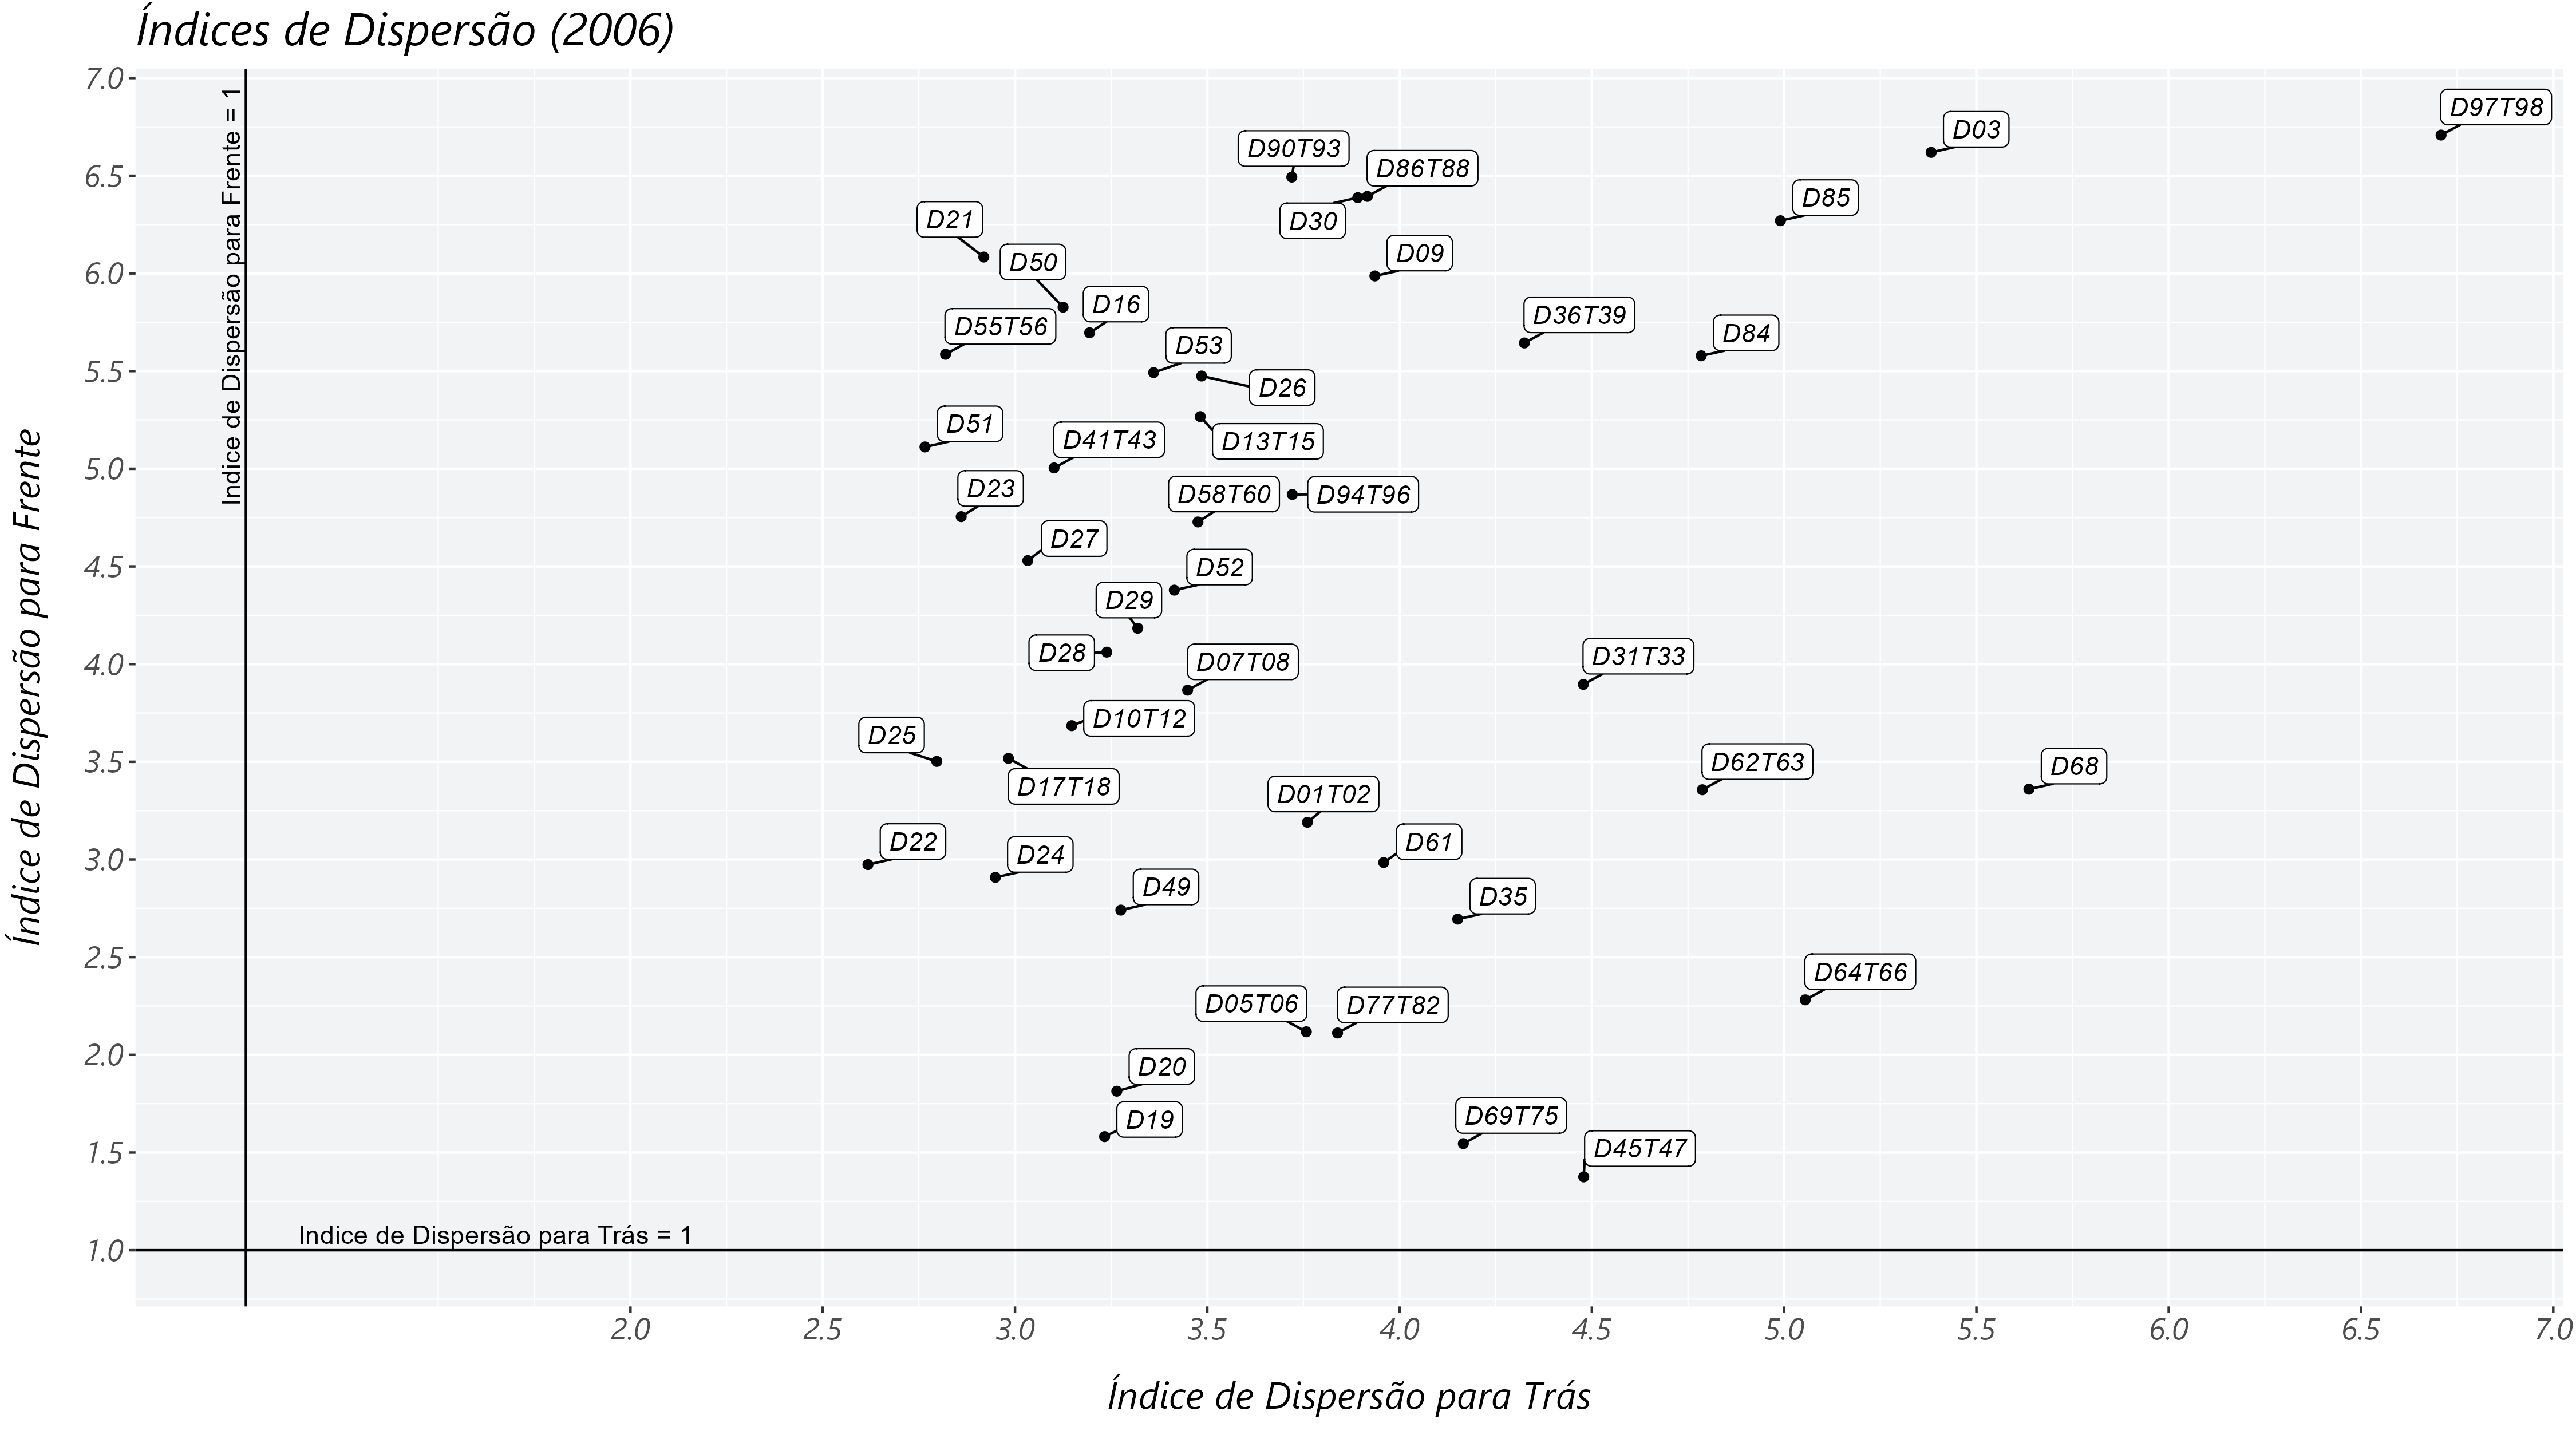 Índices de Dispersão (2006)
Índice de Dispersão para Frente
7.0
6.5
6.0
5.5
5.0
4.5
4.0
3.5
3.0
2.5
2.0
1.5
1.0
Indice de Dispersão para Frente = 1
D97T98
D03
D90T93
D86T88
D85
D30
D21
D09
D50
D16
D36T39
D55T56
D84
D53
D26
D51
D41T43
D13T15
D23
D58T60
D94T96
D27
D52
D29
D28
D07T08
D31T33
D10T12
D25
D62T63
D68
D17T18
D01T02
D22
D61
D24
D49
D35
D64T66
D05T06
D77T82
D20
D69T75
D19
D45T47
Indice de Dispersão para Trás = 1
2.0 2.5 3.0 3.5 4.0 4.5 5.0 5.5 6.0 6.5 7.0
Índice de Dispersão para Trás